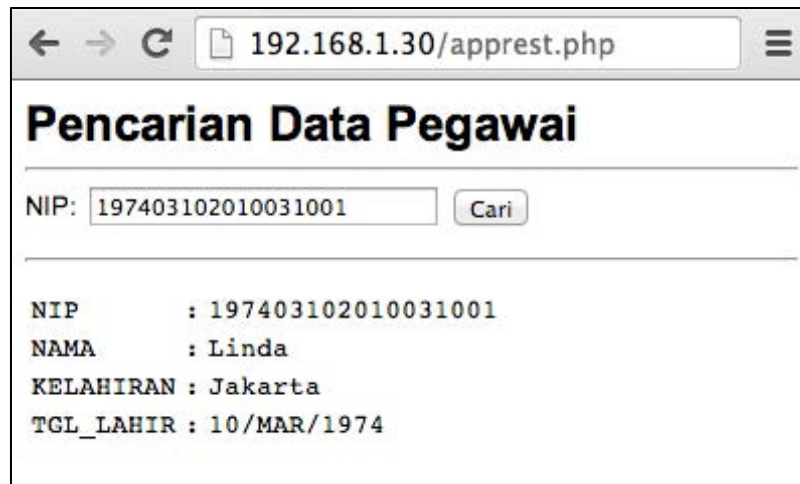 192.168.1.30/apprest.php
Pencarian Data Pegawai
NIP: 197403102010031001 Cari
NIP : 197403102010031001
NAMA : Linda
KELAHIRAN : Jakarta
TGL_LAHIR : 10/MAR/1974